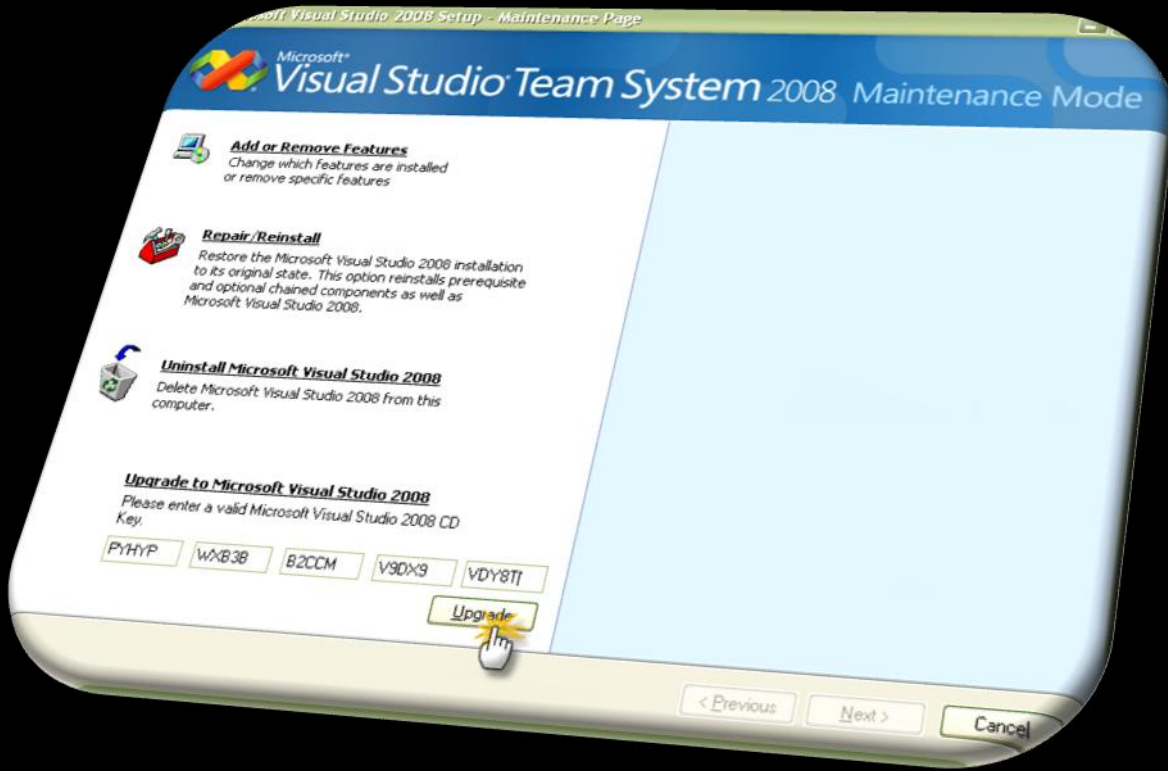 soft Visual Studio 2008 Setup - Maintenance Page
Microsoft®
Visual Studio Team System 2008 Maintenance Mode
Add or Remove Features
Change which features are installed
or remove specific features
Repair/Reinstall
Restore the Microsoft Visual Studio 2008 installation
to its original state. This option reinstalls prerequisite
and optional chained components as well as
Microsoft Visual Studio 2008.
Uninstall Microsoft Visual Studio 2008
Delete Microsoft Visual Studio 2008 from this
computer.
Upgrade to Microsoft Visual Studio 2008
Please enter a valid Microsoft Visual Studio 2008 CD
Key.
PYHYP WXB3B B2CCM V9DX9 VDY8T
Upgrade
< Previous Next > Cancel